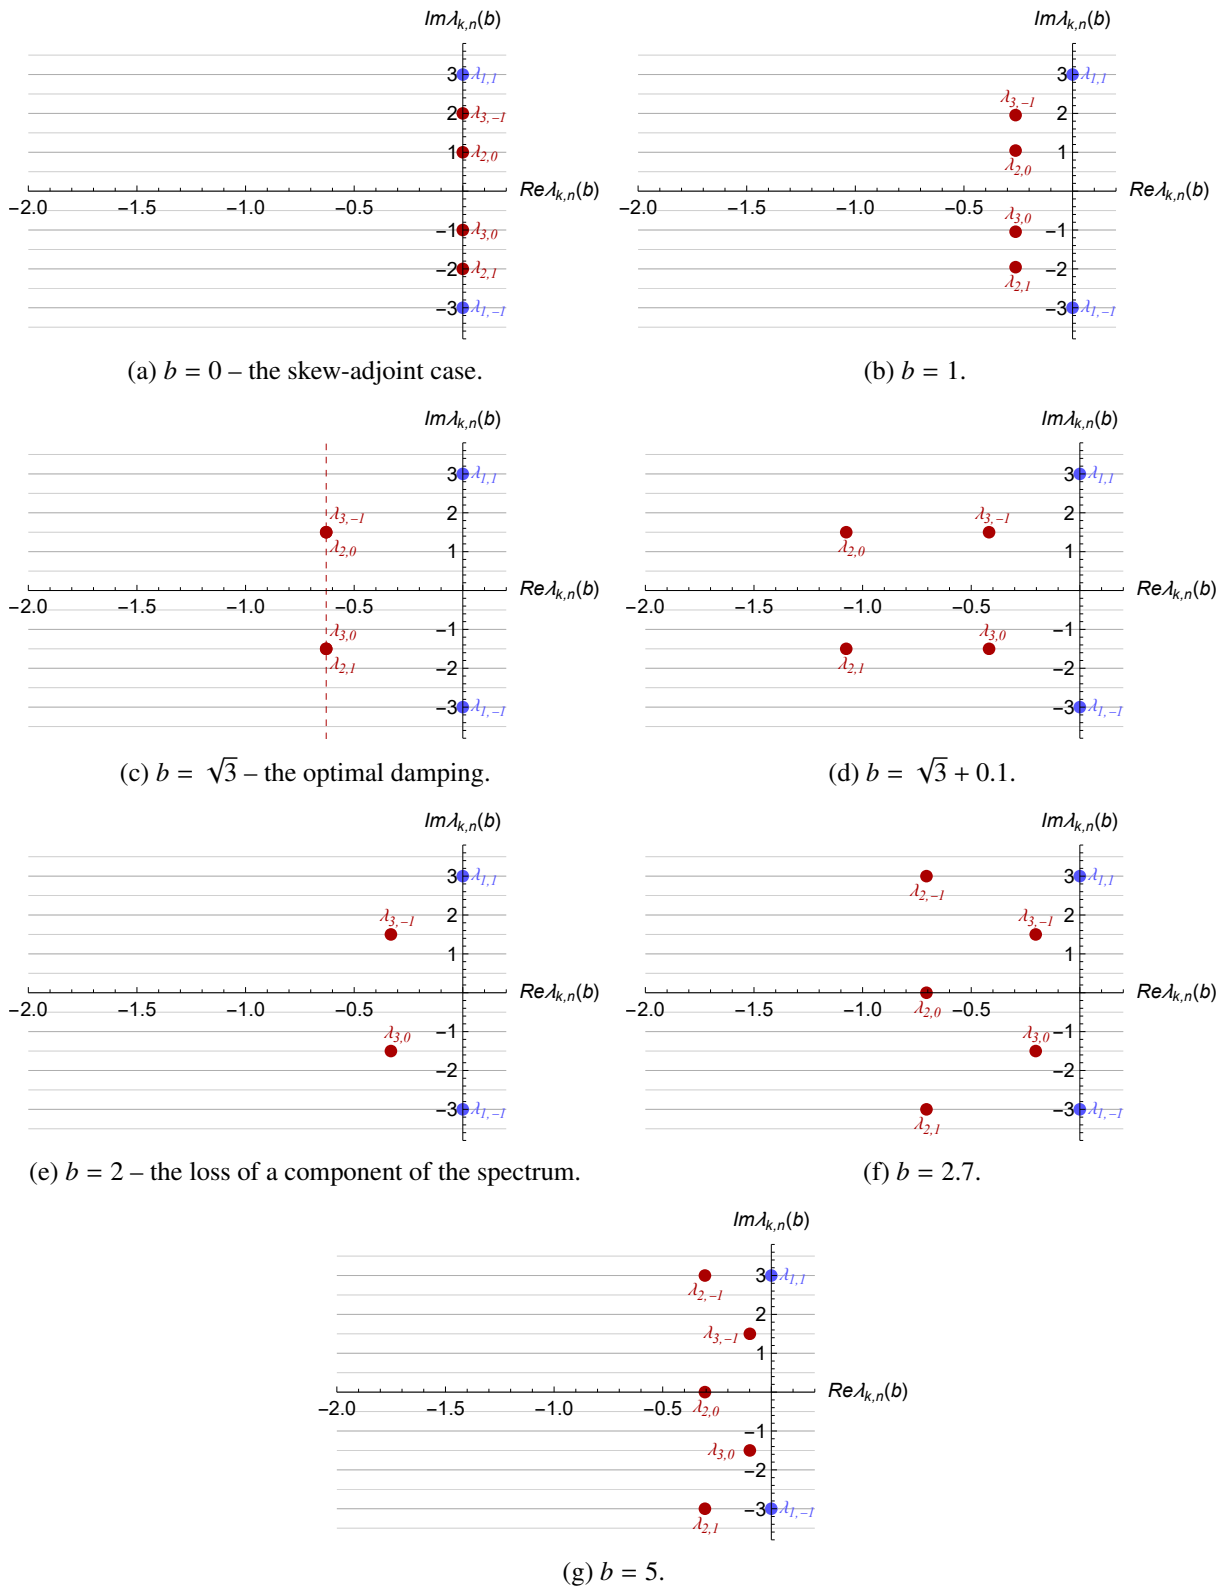 Imλk,n(b)
3 λ1,1
2 λ3,−1
1 λ2,0
Reλk,n(b)
−2.0 −1.5 −1.0 −0.5
−1 λ3,0
−2 λ2,1
−3 λ1,−1
(a) b = 0 – the skew-adjoint case.
Imλk,n(b)
3 λ1,1
λ3,−1
2
1
λ2,0
Reλk,n(b)
−2.0 −1.5 −1.0 −0.5
λ3,0
−1
−2
λ2,1
−3 λ1,−1
(b) b = 1.
Imλk,n(b)
3 λ1,1
λ3,−1
2
λ2,0
1
Reλk,n(b)
−2.0 −1.5 −1.0 −0.5
λ3,0
−1
λ2,1
−2
−3 λ1,−1
(c) b = √3 – the optimal damping.
Imλk,n(b)
3 λ1,1
λ3,−1
2
λ2,0
1
Reλk,n(b)
−2.0 −1.5 −1.0 −0.5
λ3,0
−1
λ2,1
−2
−3 λ1,−1
(d) b = √3 + 0.1.
Imλk,n(b)
3 λ1,1
λ3,−1
2
1
Reλk,n(b)
−2.0 −1.5 −1.0 −0.5
λ3,0
−1
−2
−3 λ1,−1
(e) b = 2 – the loss of a component of the spectrum.
Imλk,n(b)
3 λ1,1
λ2,−1
λ3,−1
2
1
Reλk,n(b)
−2.0 −1.5 −1.0 −0.5
λ2,0
λ3,0
−1
−2
−3 λ1,−1
λ2,1
(f) b = 2.7.
Imλk,n(b)
3 λ1,1
λ2,−1
2
λ3,−1
1
Reλk,n(b)
−2.0 −1.5 −1.0 −0.5
λ2,0
−1
λ3,0
−2
−3 λ1,−1
λ2,1
(g) b = 5.